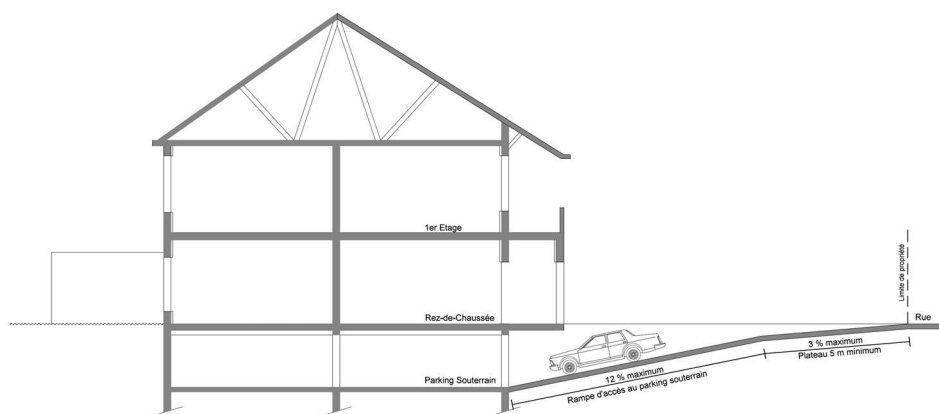 1er Etage
Limite de propriété
Rez-de-Chaussée
Rue
3 % maximum
Plateau 5 m minimum
Parking Souterrain
12 % maximum
Rampe d'accès au parking souterrain